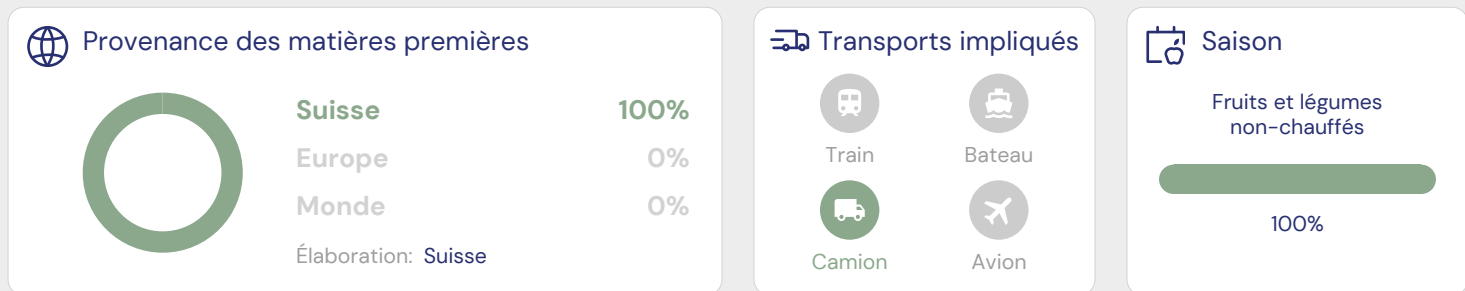 Provenance des matières premières
Suisse 100%
Europe 0%
Monde 0%
Élaboration: Suisse
Transports impliqués
Train Bateau
Camion Avion
Saison
Fruits et légumes
non-chauffés
100%